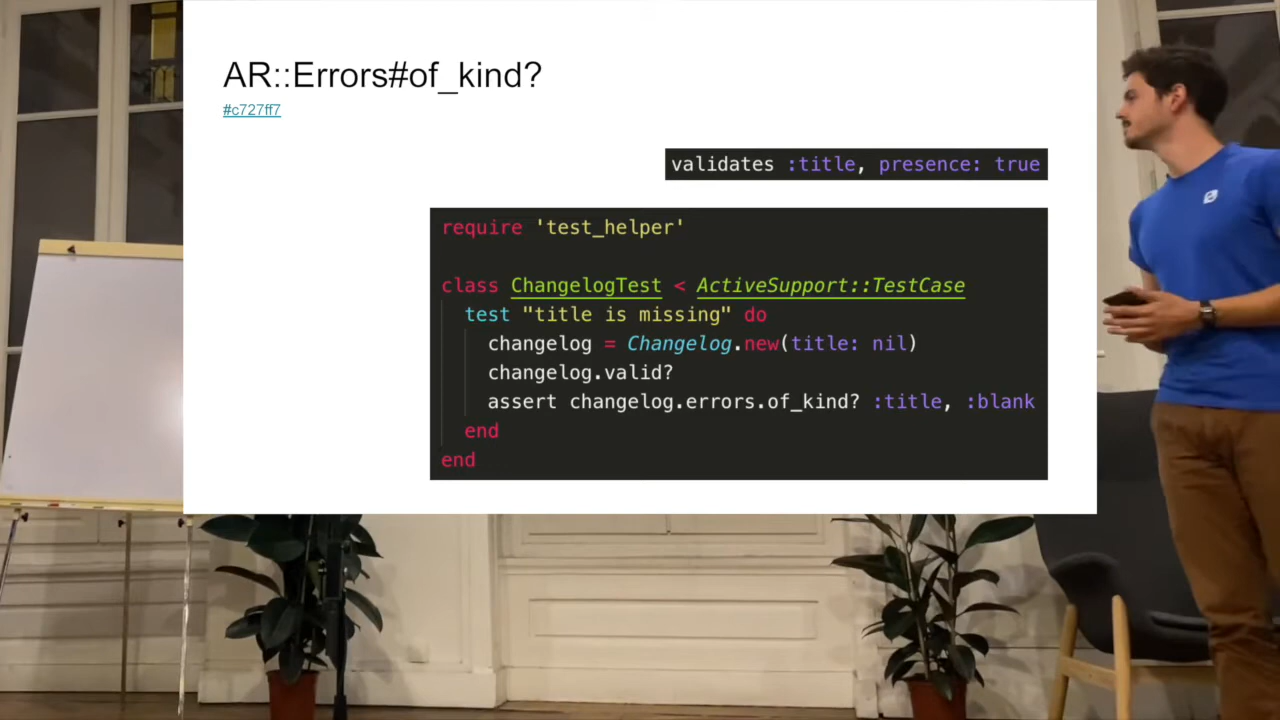 AR::Errors#of_kind?
#c727ff7
validates :title, presence: true
require 'test_helper'
class ChangelogTest < ActiveSupport::TestCase
test "title is missing" do
changelog = Changelog.new(title: nil)
changelog.valid?
assert changelog.errors.of_kind? :title, :blank
end
end